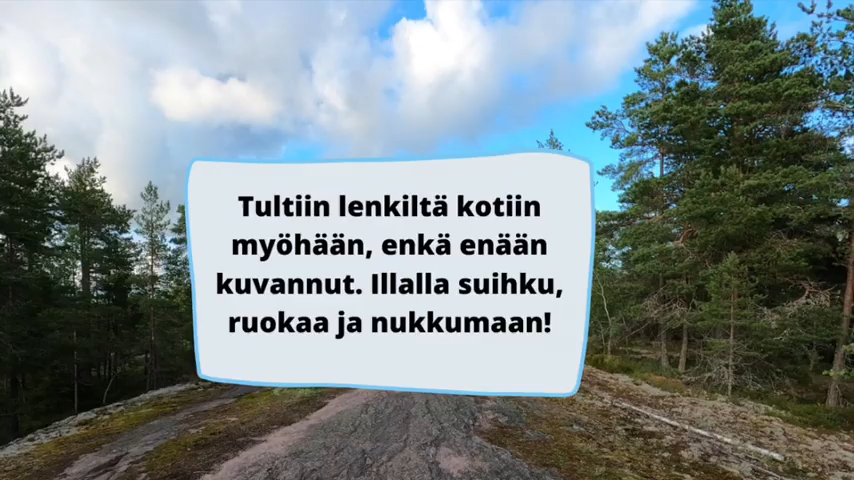 Tultiin lenkiltä kotiin
myöhään, enkä enään
kuvannut. Illalla suihku,
ruokaa ja nukkumaan!